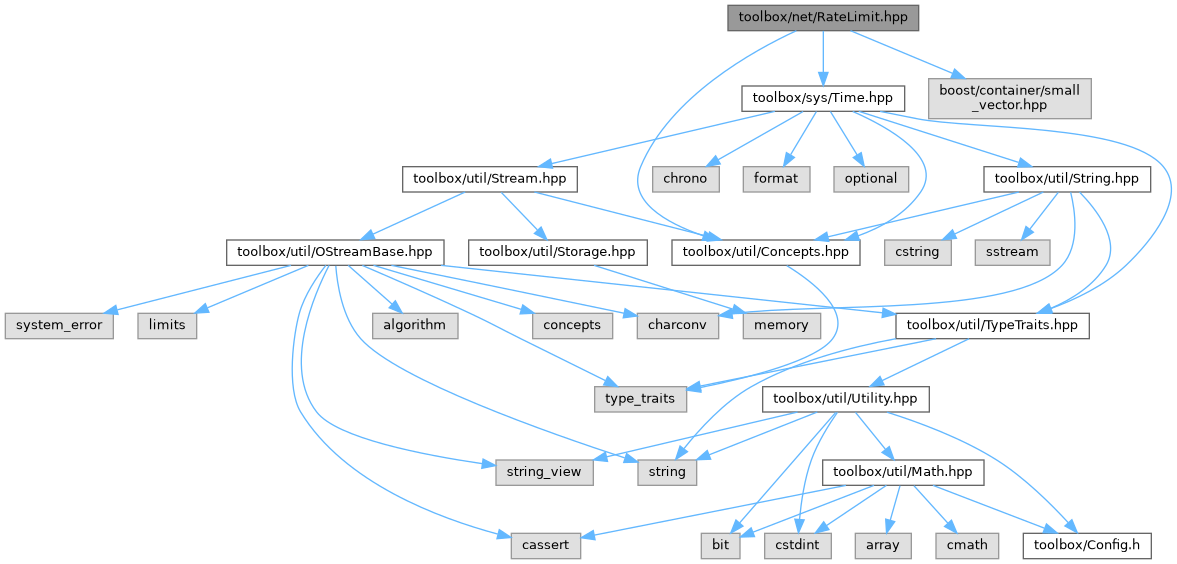 toolbox/net/RateLimit.hpp
toolbox/sys/Time.hpp
boost/container/small
_vector.hpp
toolbox/util/Stream.hpp
chrono
format
optional
toolbox/util/String.hpp
toolbox/util/OStreamBase.hpp
toolbox/util/Storage.hpp
toolbox/util/Concepts.hpp
cstring
sstream
system_error
limits
algorithm
concepts
charconv
memory
toolbox/util/TypeTraits.hpp
type_traits
toolbox/util/Utility.hpp
string_view
string
toolbox/util/Math.hpp
cassert
bit
cstdint
array
cmath
toolbox/Config.h